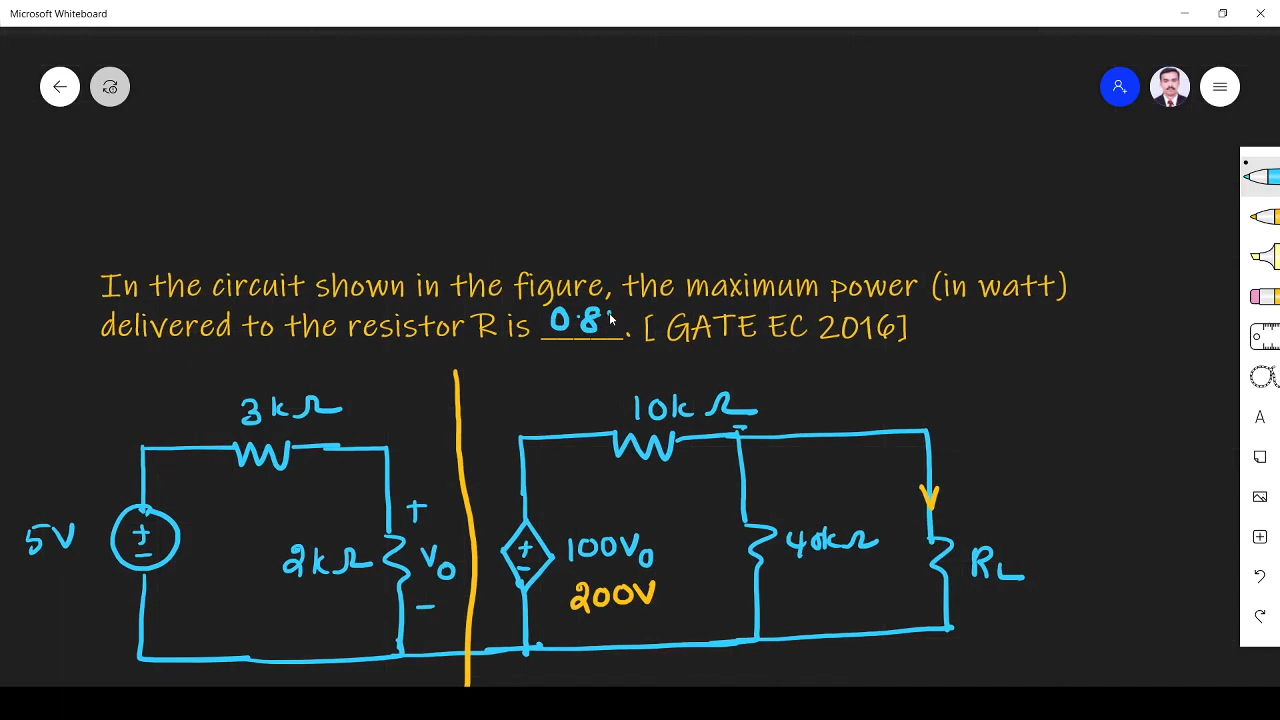 Microsoft Whiteboard
In the circuit shown in the figure, the maximum power (in watt)
delivered to the resistor R is 0.8 . [ GATE EC 2016]
3kΩ
10kΩ
5V
+
-
2kΩ
+
V0
-
+
-
100V0
200V
40kΩ
RL
A